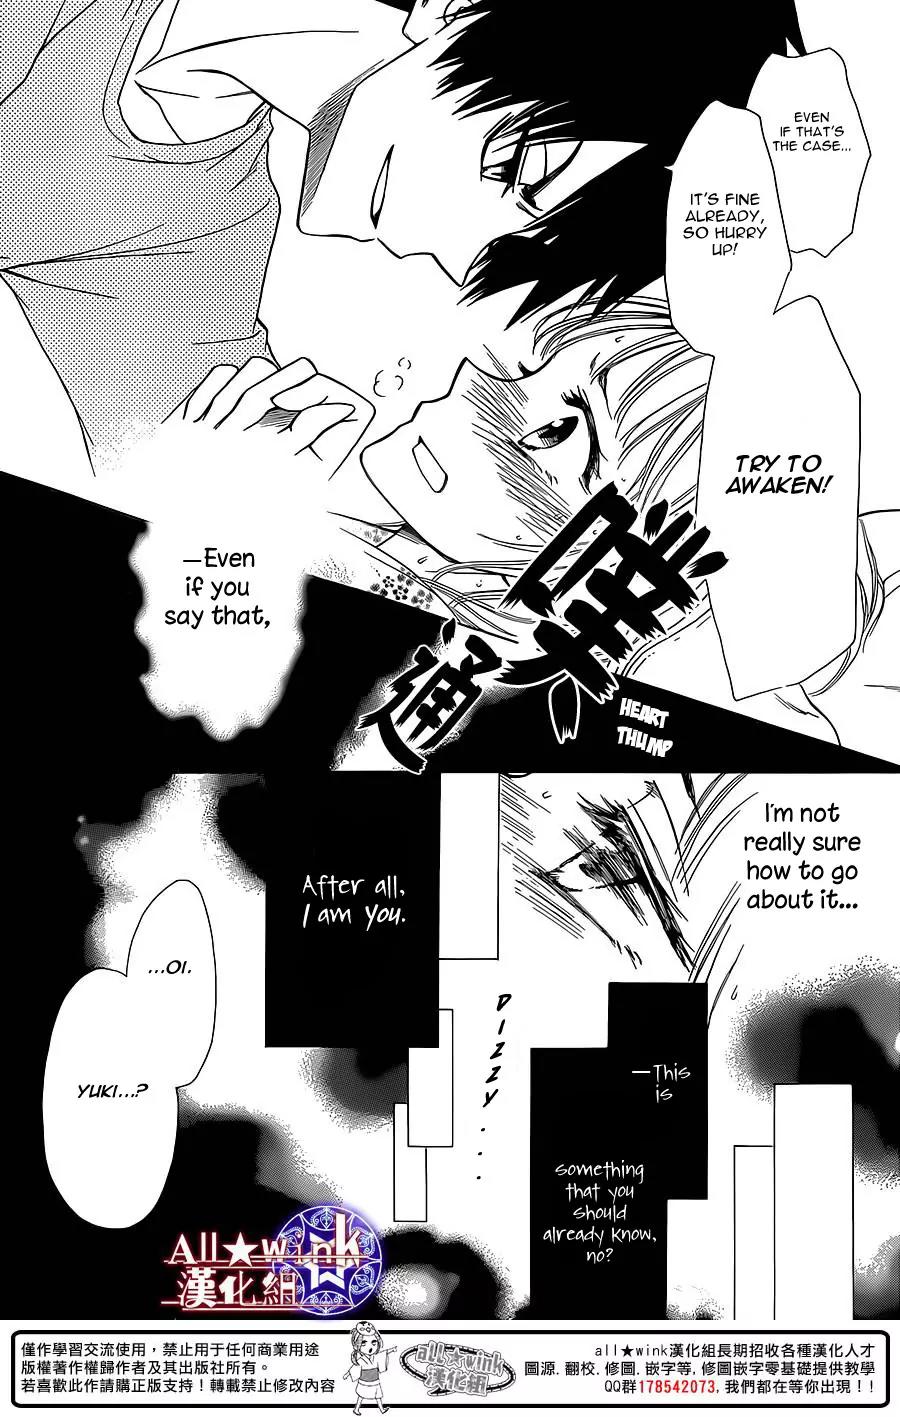 EVEN
IF THAT'S
THE CASE...
IT'S FINE
ALREADY,
SO HURRY
UP!
TRY TO
AWAKEN!
—Even
if you
say that,
噗
通
HEART
THUMP
I'm not
really sure
how to go
about it...
After all,
I am you.
DIZZY...
—This
is
something
that you
should
already know,
no?
...OI.
YUKI...?
All★wink
漢化組
僅作學習交流使用，禁止用于任何商業用途
版權著作權歸作者及其出版社所有。
若喜歡此作請購正版支持！轉載禁止修改內容
all★wink
漢化組
all★wink漢化組長期招收各種漢化人才
圖源. 翻校. 修圖. 嵌字等, 修圖嵌字零基礎提供教學
QQ群178542073, 我們都在等你出現！！